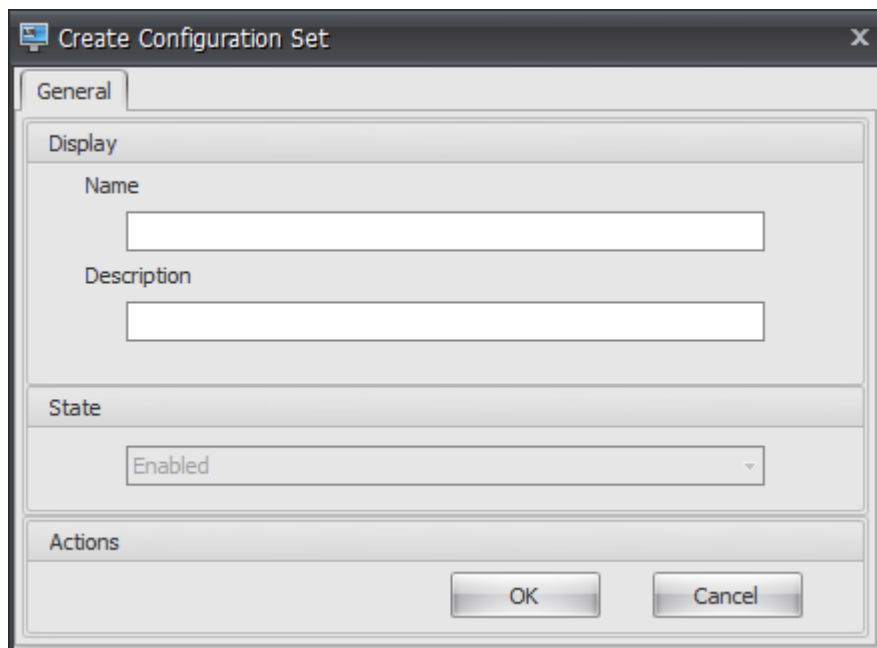 Create Configuration Set
General
Display
Name
Description
State
Enabled
Actions
OK Cancel